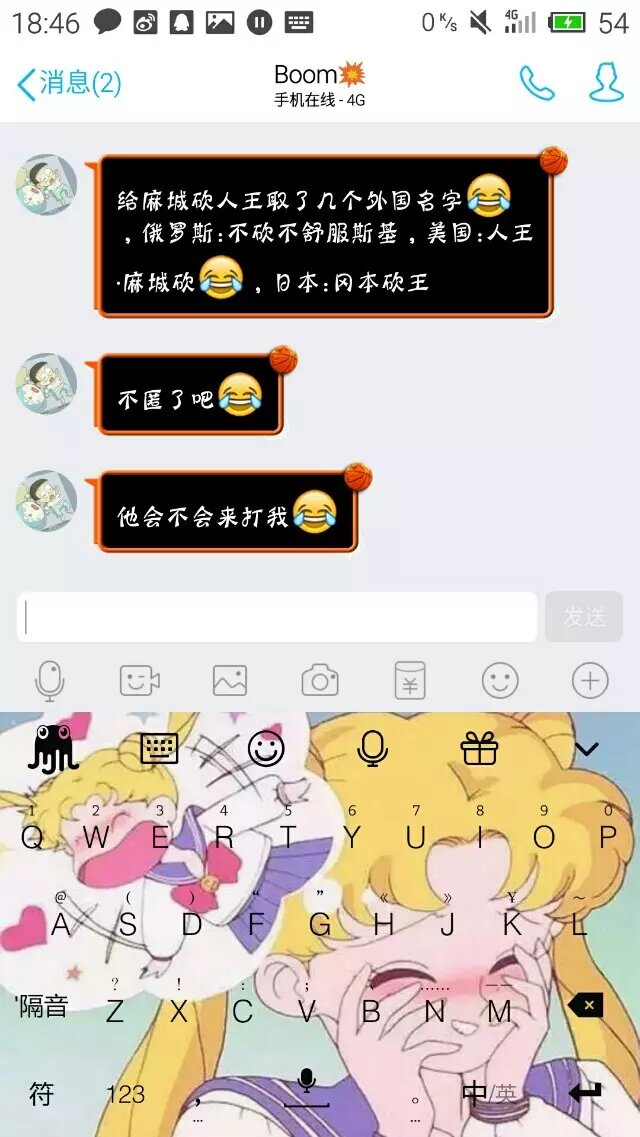 18:46 0 K/s 4G 54
消息(2)
Boom💥
手机在线 - 4G
给麻城砍人王取了几个外国名字😂
，俄罗斯:不砍不舒服斯基，美国:人王
·麻城砍😂，日本:冈本砍王
不匿了吧😂
他会不会来打我😂
发送
1 2 3 4 5 6 7 8 9 0
Q W E R T Y U I O P
@ ( ) “ ” 《 》 ¥ ～
A S D F G H J K L
? ! : ; 、 …… ——
'隔音 Z X C V B N M
符 123 ， 。 中/英